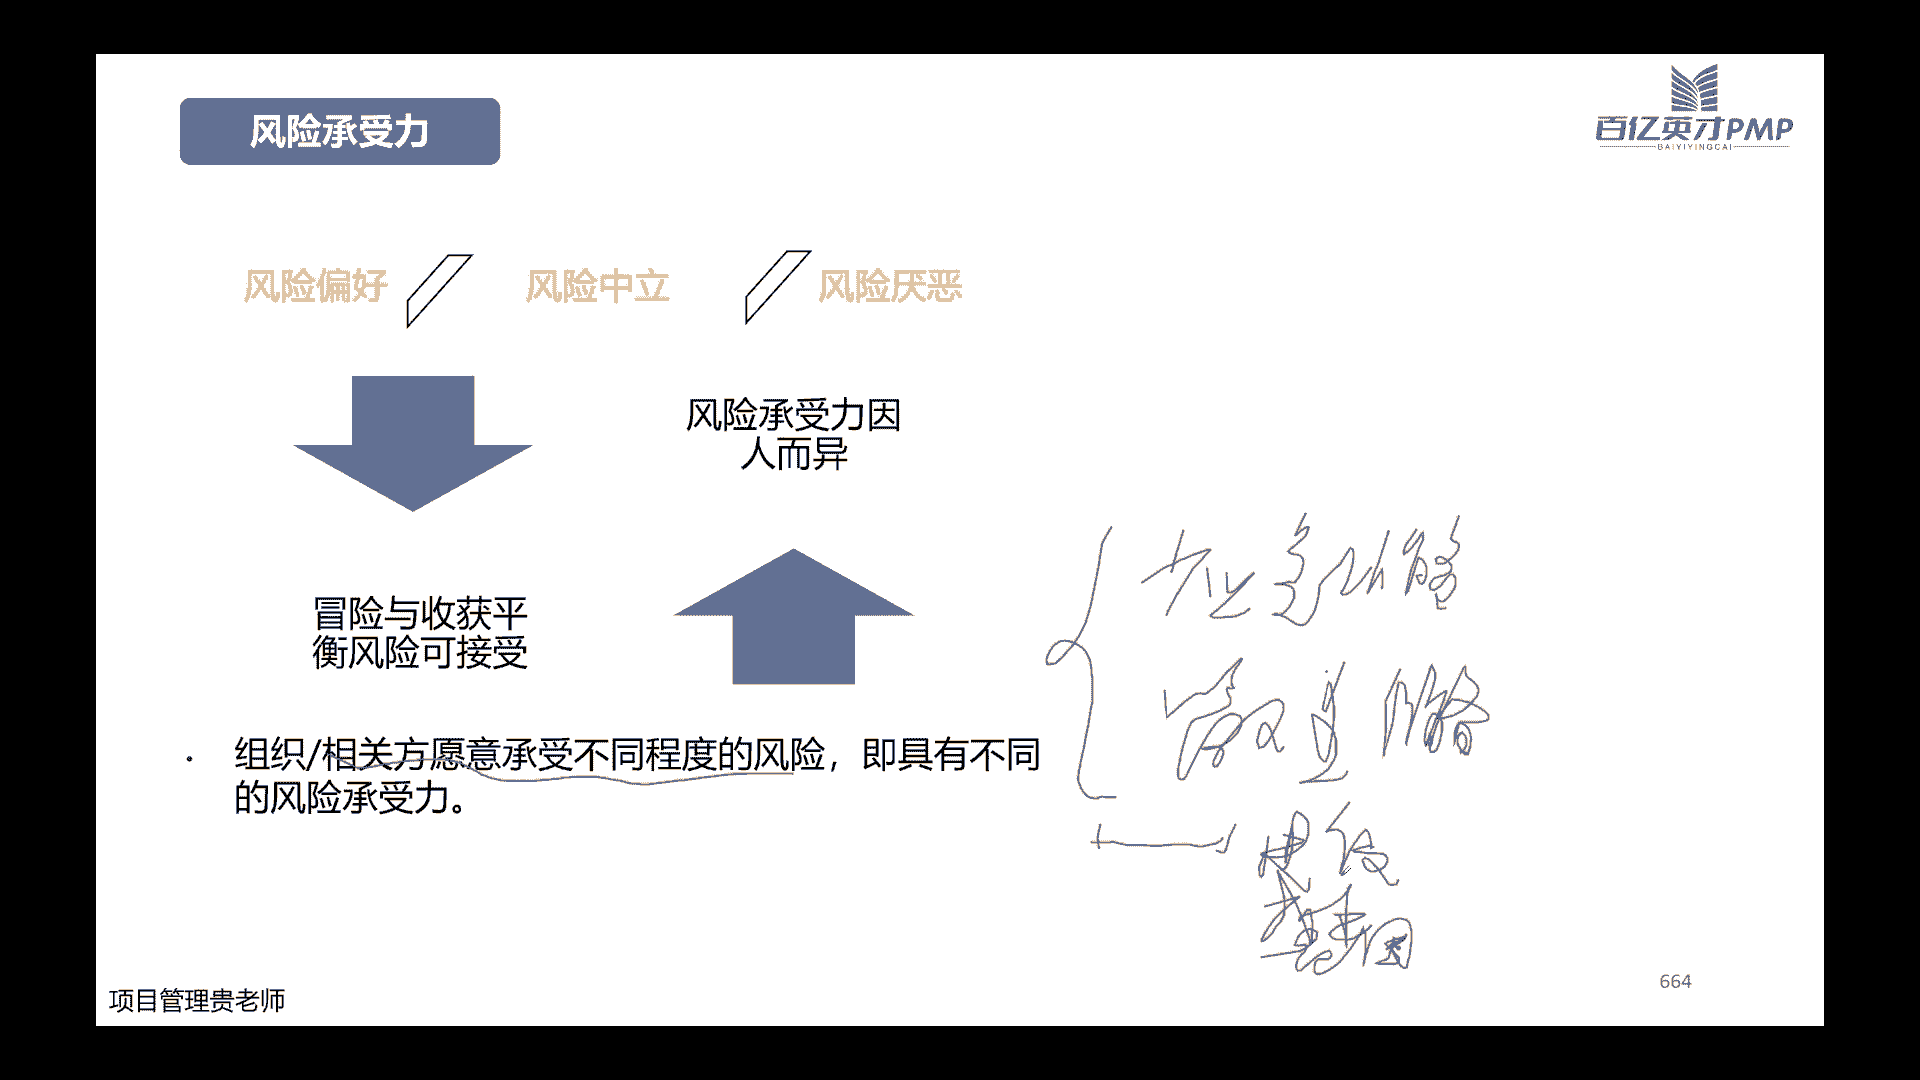 风险承受力
百亿英才PMP
BAIYIYINGCAI
风险偏好
风险中立
风险厌恶
风险承受力因
人而异
冒险与收获平
衡风险可接受
· 组织/相关方愿意承受不同程度的风险，即具有不同
的风险承受力。
项目管理贵老师
664